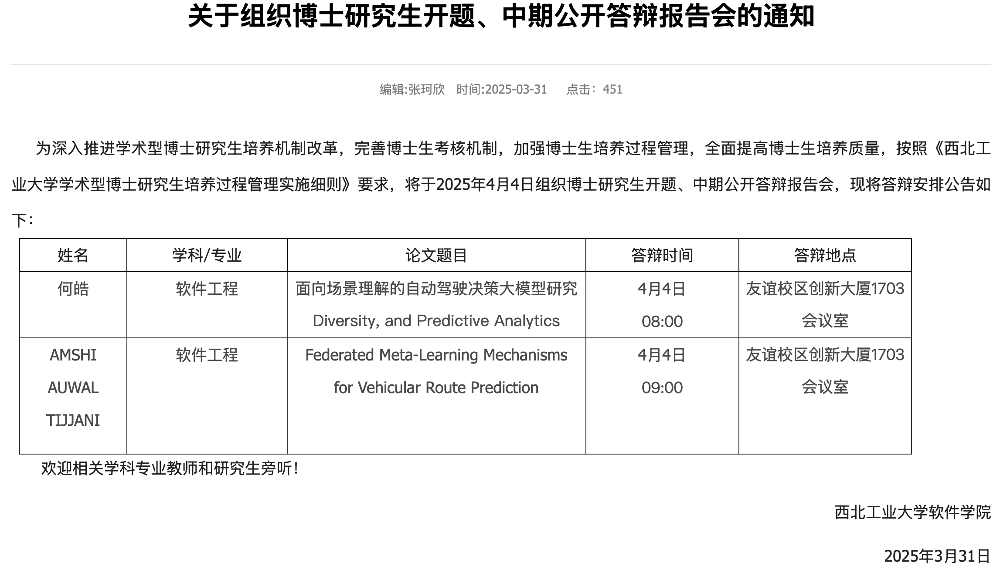 关于组织博士研究生开题、中期公开答辩报告会的通知
编辑:张珂欣 时间:2025-03-31 点击：451
为深入推进学术型博士研究生培养机制改革，完善博士生考核机制，加强博士生培养过程管理，全面提高博士生培养质量，按照《西北工
业大学学术型博士研究生培养过程管理实施细则》要求，将于2025年4月4日组织博士研究生开题、中期公开答辩报告会，现将答辩安排公告如
下：
姓名 学科/专业 论文题目 答辩时间 答辩地点
何皓 软件工程 面向场景理解的自动驾驶决策大模型研究 4月4日 友谊校区创新大厦1703
Diversity, and Predictive Analytics 08:00 会议室
AMSHI 软件工程 Federated Meta-Learning Mechanisms 4月4日 友谊校区创新大厦1703
AUWAL for Vehicular Route Prediction 09:00 会议室
TIJJANI
欢迎相关学科专业教师和研究生旁听！
西北工业大学软件学院
2025年3月31日